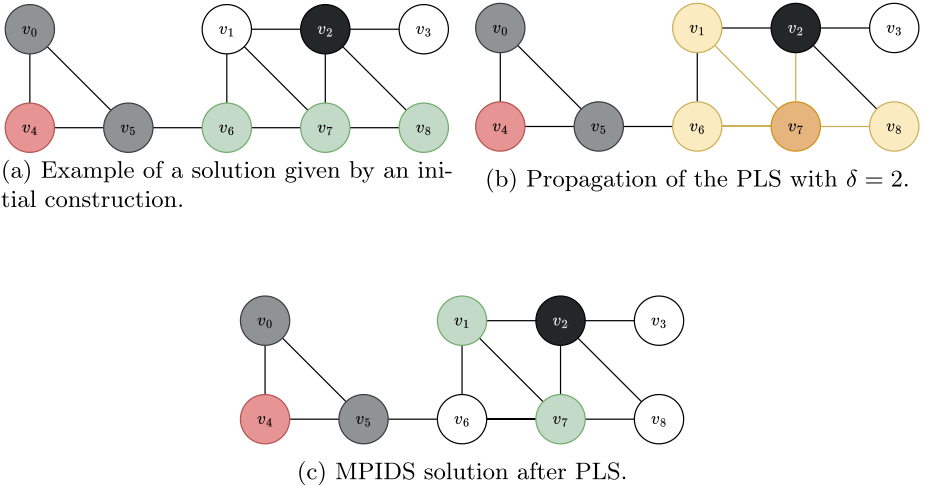 v0 v1 v2 v3
v4 v5 v6 v7 v8
(a) Example of a solution given by an ini-
tial construction.
v0 v1 v2 v3
v4 v5 v6 v7 v8
(b) Propagation of the PLS with δ = 2.
v0 v1 v2 v3
v4 v5 v6 v7 v8
(c) MPIDS solution after PLS.